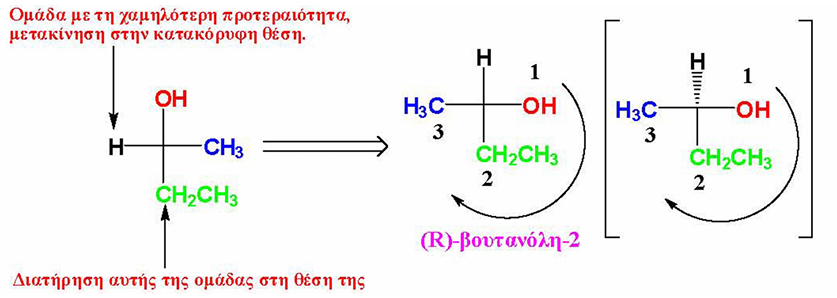 Ομάδα με τη χαμηλότερη προτεραιότητα,
μετακίνηση στην κατακόρυφη θέση.
OH
H
CH3
CH2CH3
Διατήρηση αυτής της ομάδας στη θέση της
H
1
H3C
OH
3
CH2CH3
2
(R)-βουτανόλη-2
H
1
H3C
OH
3
CH2CH3
2